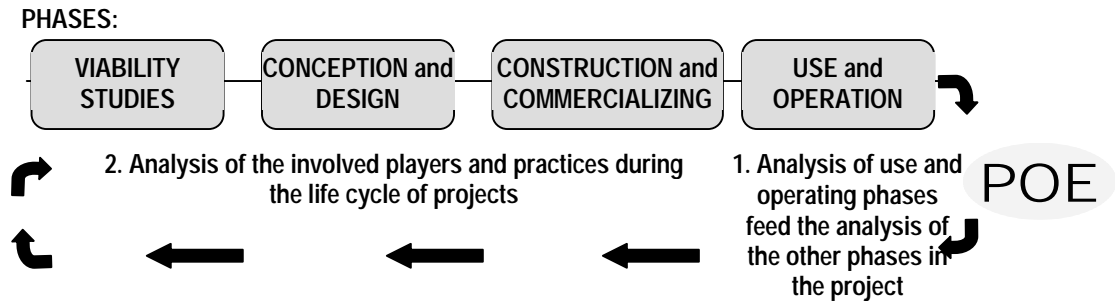 PHASES:
VIABILITY
STUDIES
CONCEPTION and
DESIGN
CONSTRUCTION and
COMMERCIALIZING
USE and
OPERATION
2. Analysis of the involved players and practices during
the life cycle of projects
1. Analysis of use and
operating phases
feed the analysis of
the other phases in
the project
POE